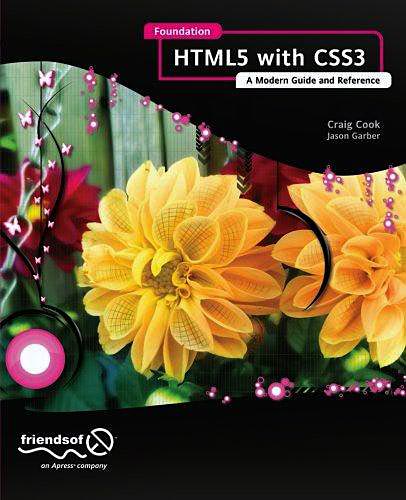 Foundation
HTML5 with CSS3
A Modern Guide and Reference
Craig Cook
Jason Garber
friendsof
an Apress® company